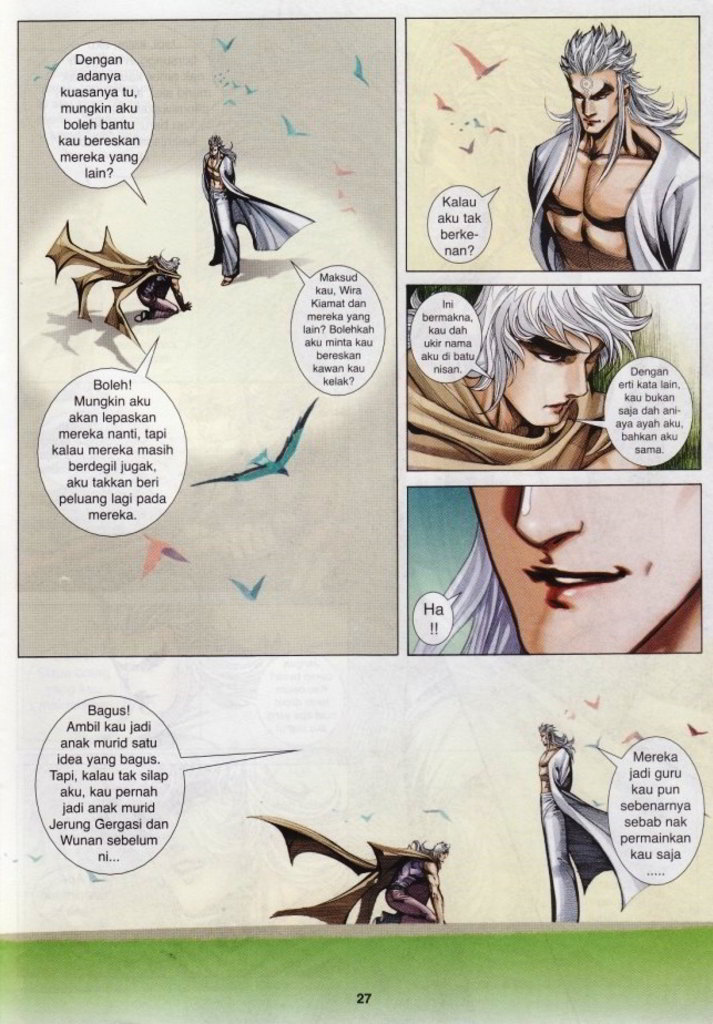 Dengan
adanya
kuasanya tu,
mungkin aku
boleh bantu
kau bereskan
mereka yang
lain?
Maksud
kau, Wira
Kiamat dan
mereka yang
lain? Bolehkah
aku minta kau
bereskan
kawan kau
kelak?
Boleh!
Mungkin aku
akan lepaskan
mereka nanti, tapi
kalau mereka masih
berdegil jugak,
aku takkan beri
peluang lagi pada
mereka.
Kalau
aku tak
berke-
nan?
Ini
bermakna,
kau dah
ukir nama
aku di batu
nisan.
Dengan
erti kata lain,
kau bukan
saja dah ani-
aya ayah aku,
bahkan aku
sama.
Ha
!!
Bagus!
Ambil kau jadi
anak murid satu
idea yang bagus.
Tapi, kalau tak silap
aku, kau pernah
jadi anak murid
Jerung Gergasi dan
Wunan sebelum
ni...
Mereka
jadi guru
kau pun
sebenarnya
sebab nak
permainkan
kau saja
.....
27